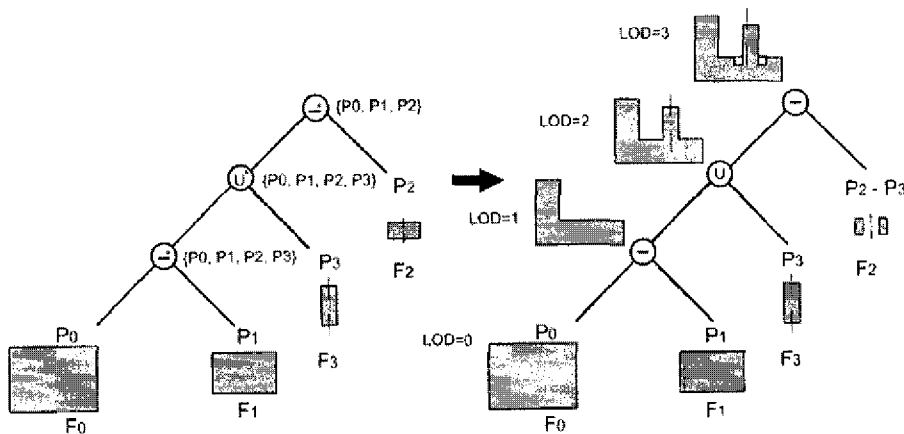 LOD=3
{P0, P1, P2}
LOD=2
U {P0, P1, P2, P3}
P2
U
P2 - P3
LOD=1
F2
{P0, P1, P2, P3}
P3
P3
F2
P0
P1
F3
LOD=0
P0
P1
F3
F0
F1
F0
F1